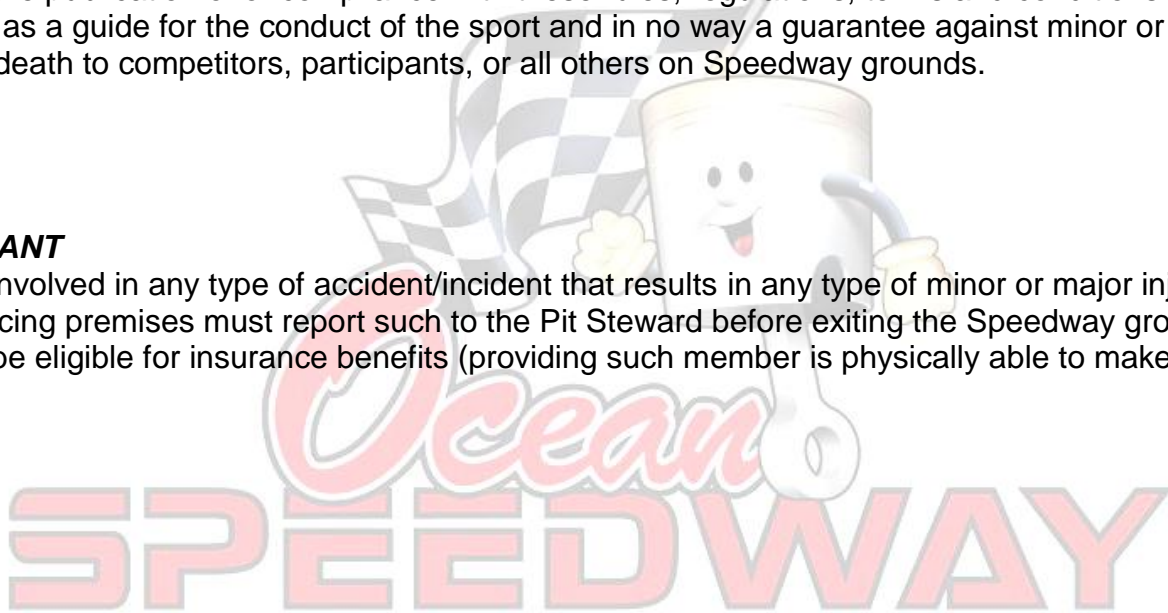 as a guide for the conduct of the sport and in no way a guarantee against minor or
death to competitors, participants, or all others on Speedway grounds.
ANT
nvolved in any type of accident/incident that results in any type of minor or major inj
cing premises must report such to the Pit Steward before exiting the Speedway gro
be eligible for insurance benefits (providing such member is physically able to make
Ocean
SPEEDWAY